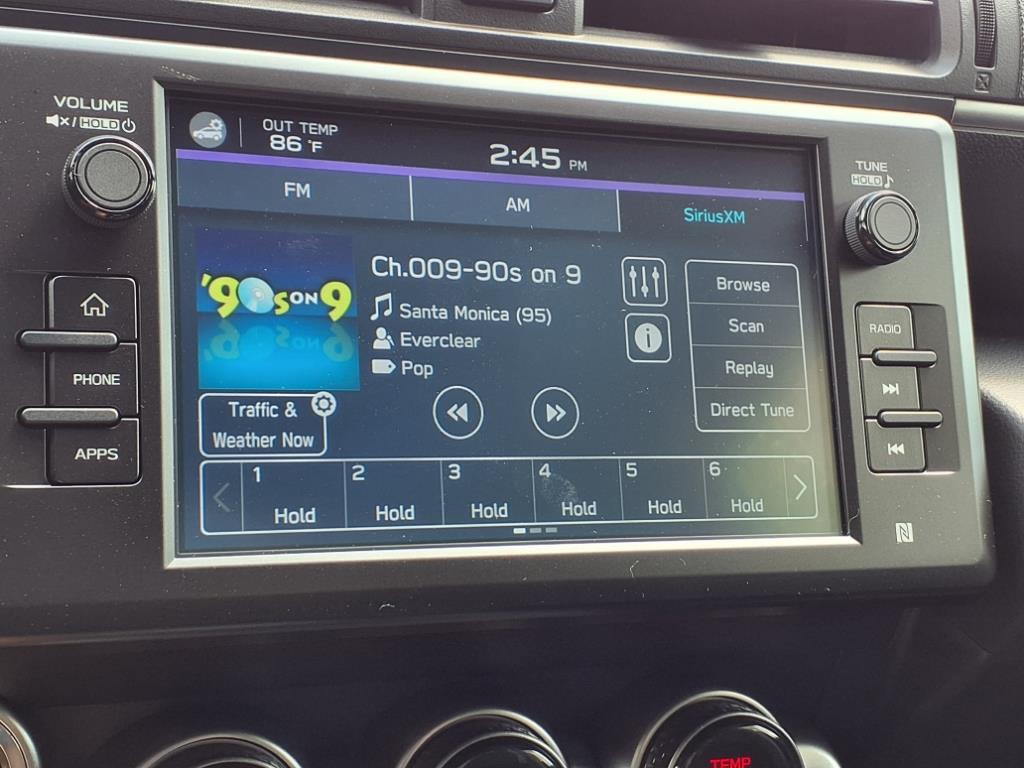 VOLUME
/ HOLD
OUT TEMP
86 °F
2:45 PM
TUNE
HOLD
FM
AM
SiriusXM
'90s ON 9
Ch.009-90s on 9
Santa Monica (95)
Everclear
Pop
Browse
Scan
Replay
Direct Tune
Traffic &
Weather Now
PHONE
APPS
RADIO
1 2 3 4 5 6
Hold Hold Hold Hold Hold Hold
TEMP